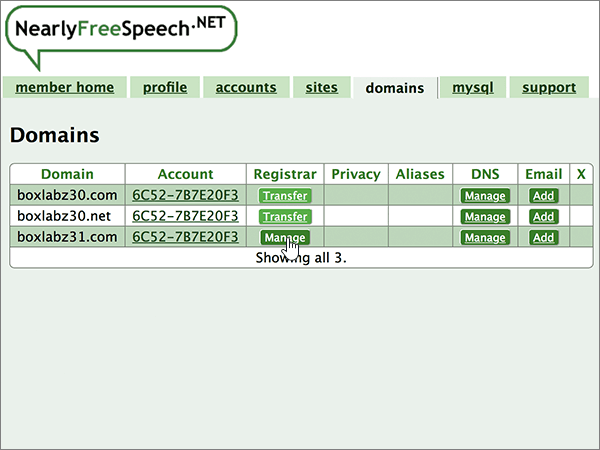 NearlyFreeSpeech.NET
member home profile accounts sites domains mysql support
Domains
Domain Account Registrar Privacy Aliases DNS Email X
boxlabz30.com 6C52-7B7E20F3 Transfer Manage Add
boxlabz30.net 6C52-7B7E20F3 Transfer Manage Add
boxlabz31.com 6C52-7B7E20F3 Manage Manage Add
Showing all 3.